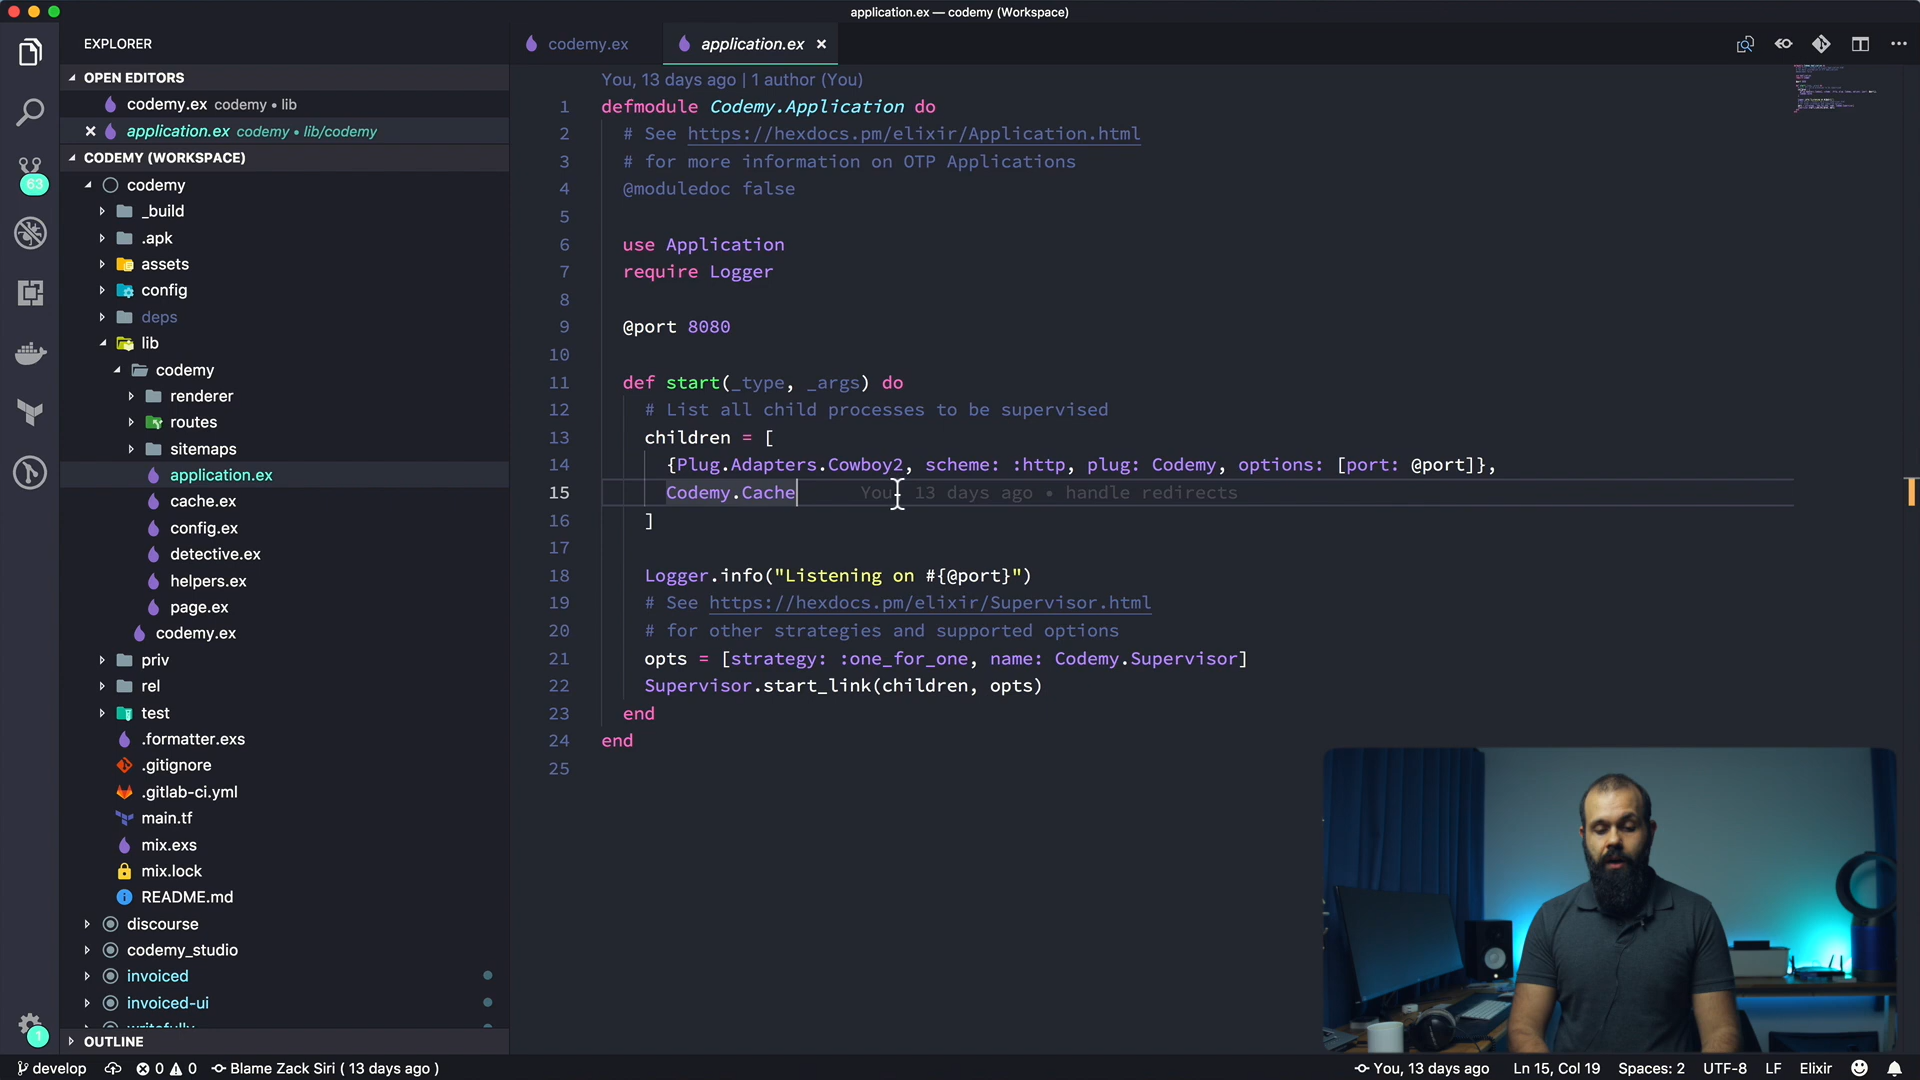 application.ex — codemy (Workspace)
EXPLORER
codemy.ex
application.ex
OPEN EDITORS
codemy.ex codemy • lib
application.ex codemy • lib/codemy
CODEMY (WORKSPACE)
63
codemy
_build
.apk
assets
config
deps
lib
codemy
renderer
routes
sitemaps
application.ex
cache.ex
config.ex
detective.ex
helpers.ex
page.ex
codemy.ex
priv
rel
test
.formatter.exs
.gitignore
.gitlab-ci.yml
main.tf
mix.exs
mix.lock
README.md
discourse
codemy_studio
invoiced
invoiced-ui
OUTLINE
1
You, 13 days ago | 1 author (You)
1 defmodule Codemy.Application do
2 # See https://hexdocs.pm/elixir/Application.html
3 # for more information on OTP Applications
4 @moduledoc false
5
6 use Application
7 require Logger
8
9 @port 8080
10
11 def start(_type, _args) do
12 # List all child processes to be supervised
13 children = [
14 {Plug.Adapters.Cowboy2, scheme: :http, plug: Codemy, options: [port: @port]},
15 Codemy.Cache You, 13 days ago • handle redirects
16 ]
17
18 Logger.info("Listening on #{@port}")
19 # See https://hexdocs.pm/elixir/Supervisor.html
20 # for other strategies and supported options
21 opts = [strategy: :one_for_one, name: Codemy.Supervisor]
22 Supervisor.start_link(children, opts)
23 end
24 end
25
develop 0 0 Blame Zack Siri ( 13 days ago ) You, 13 days ago Ln 15, Col 19 Spaces: 2 UTF-8 LF Elixir